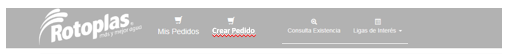 Rotoplas
más y mejor agua
Mis Pedidos
Crear Pedido
Consulta Existencia
Ligas de Interés